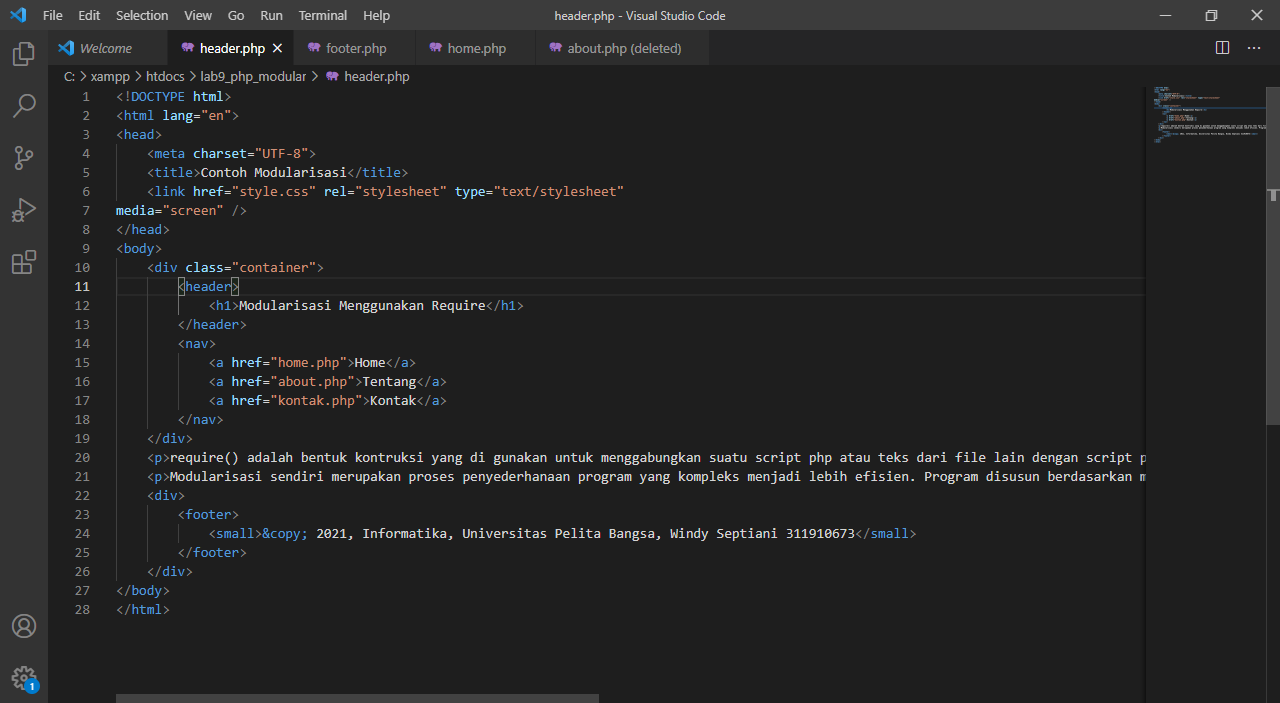 File Edit Selection View Go Run Terminal Help header.php - Visual Studio Code
Welcome header.php footer.php home.php about.php (deleted)
C: > xampp > htdocs > lab9_php_modular > header.php
1 <!DOCTYPE html>
2 <html lang="en">
3 <head>
4 <meta charset="UTF-8">
5 <title>Contoh Modularisasi</title>
6 <link href="style.css" rel="stylesheet" type="text/stylesheet"
7 media="screen" />
8 </head>
9 <body>
10 <div class="container">
11 <header>
12 <h1>Modularisasi Menggunakan Require</h1>
13 </header>
14 <nav>
15 <a href="home.php">Home</a>
16 <a href="about.php">Tentang</a>
17 <a href="kontak.php">Kontak</a>
18 </nav>
19 </div>
20 <p>require() adalah bentuk kontruksi yang di gunakan untuk menggabungkan suatu script php atau teks dari file lain dengan script p
21 <p>Modularisasi sendiri merupakan proses penyederhanaan program yang kompleks menjadi lebih efisien. Program disusun berdasarkan m
22 <div>
23 <footer>
24 <small>&copy; 2021, Informatika, Universitas Pelita Bangsa, Windy Septiani 311910673</small>
25 </footer>
26 </div>
27 </body>
28 </html>
1